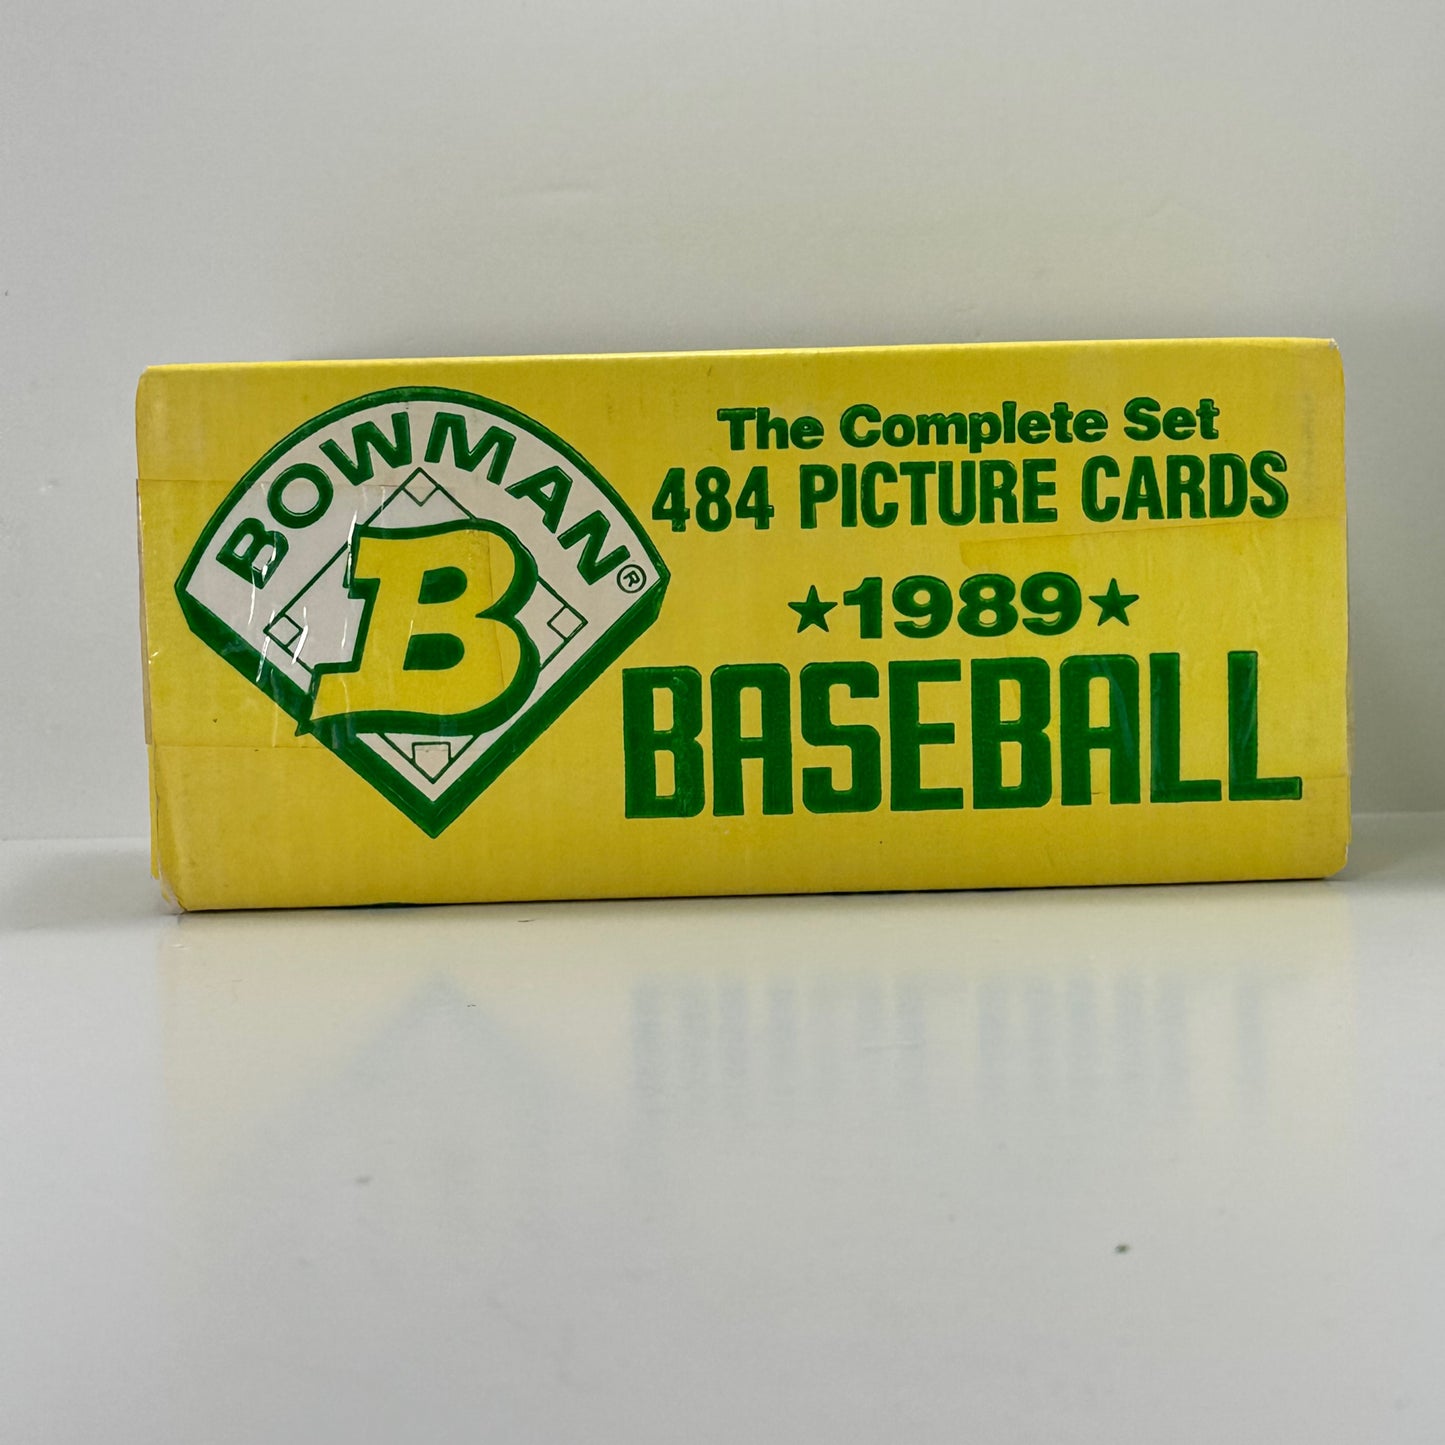 BOWMAN®
B
The Complete Set
484 PICTURE CARDS
★1989★
BASEBALL